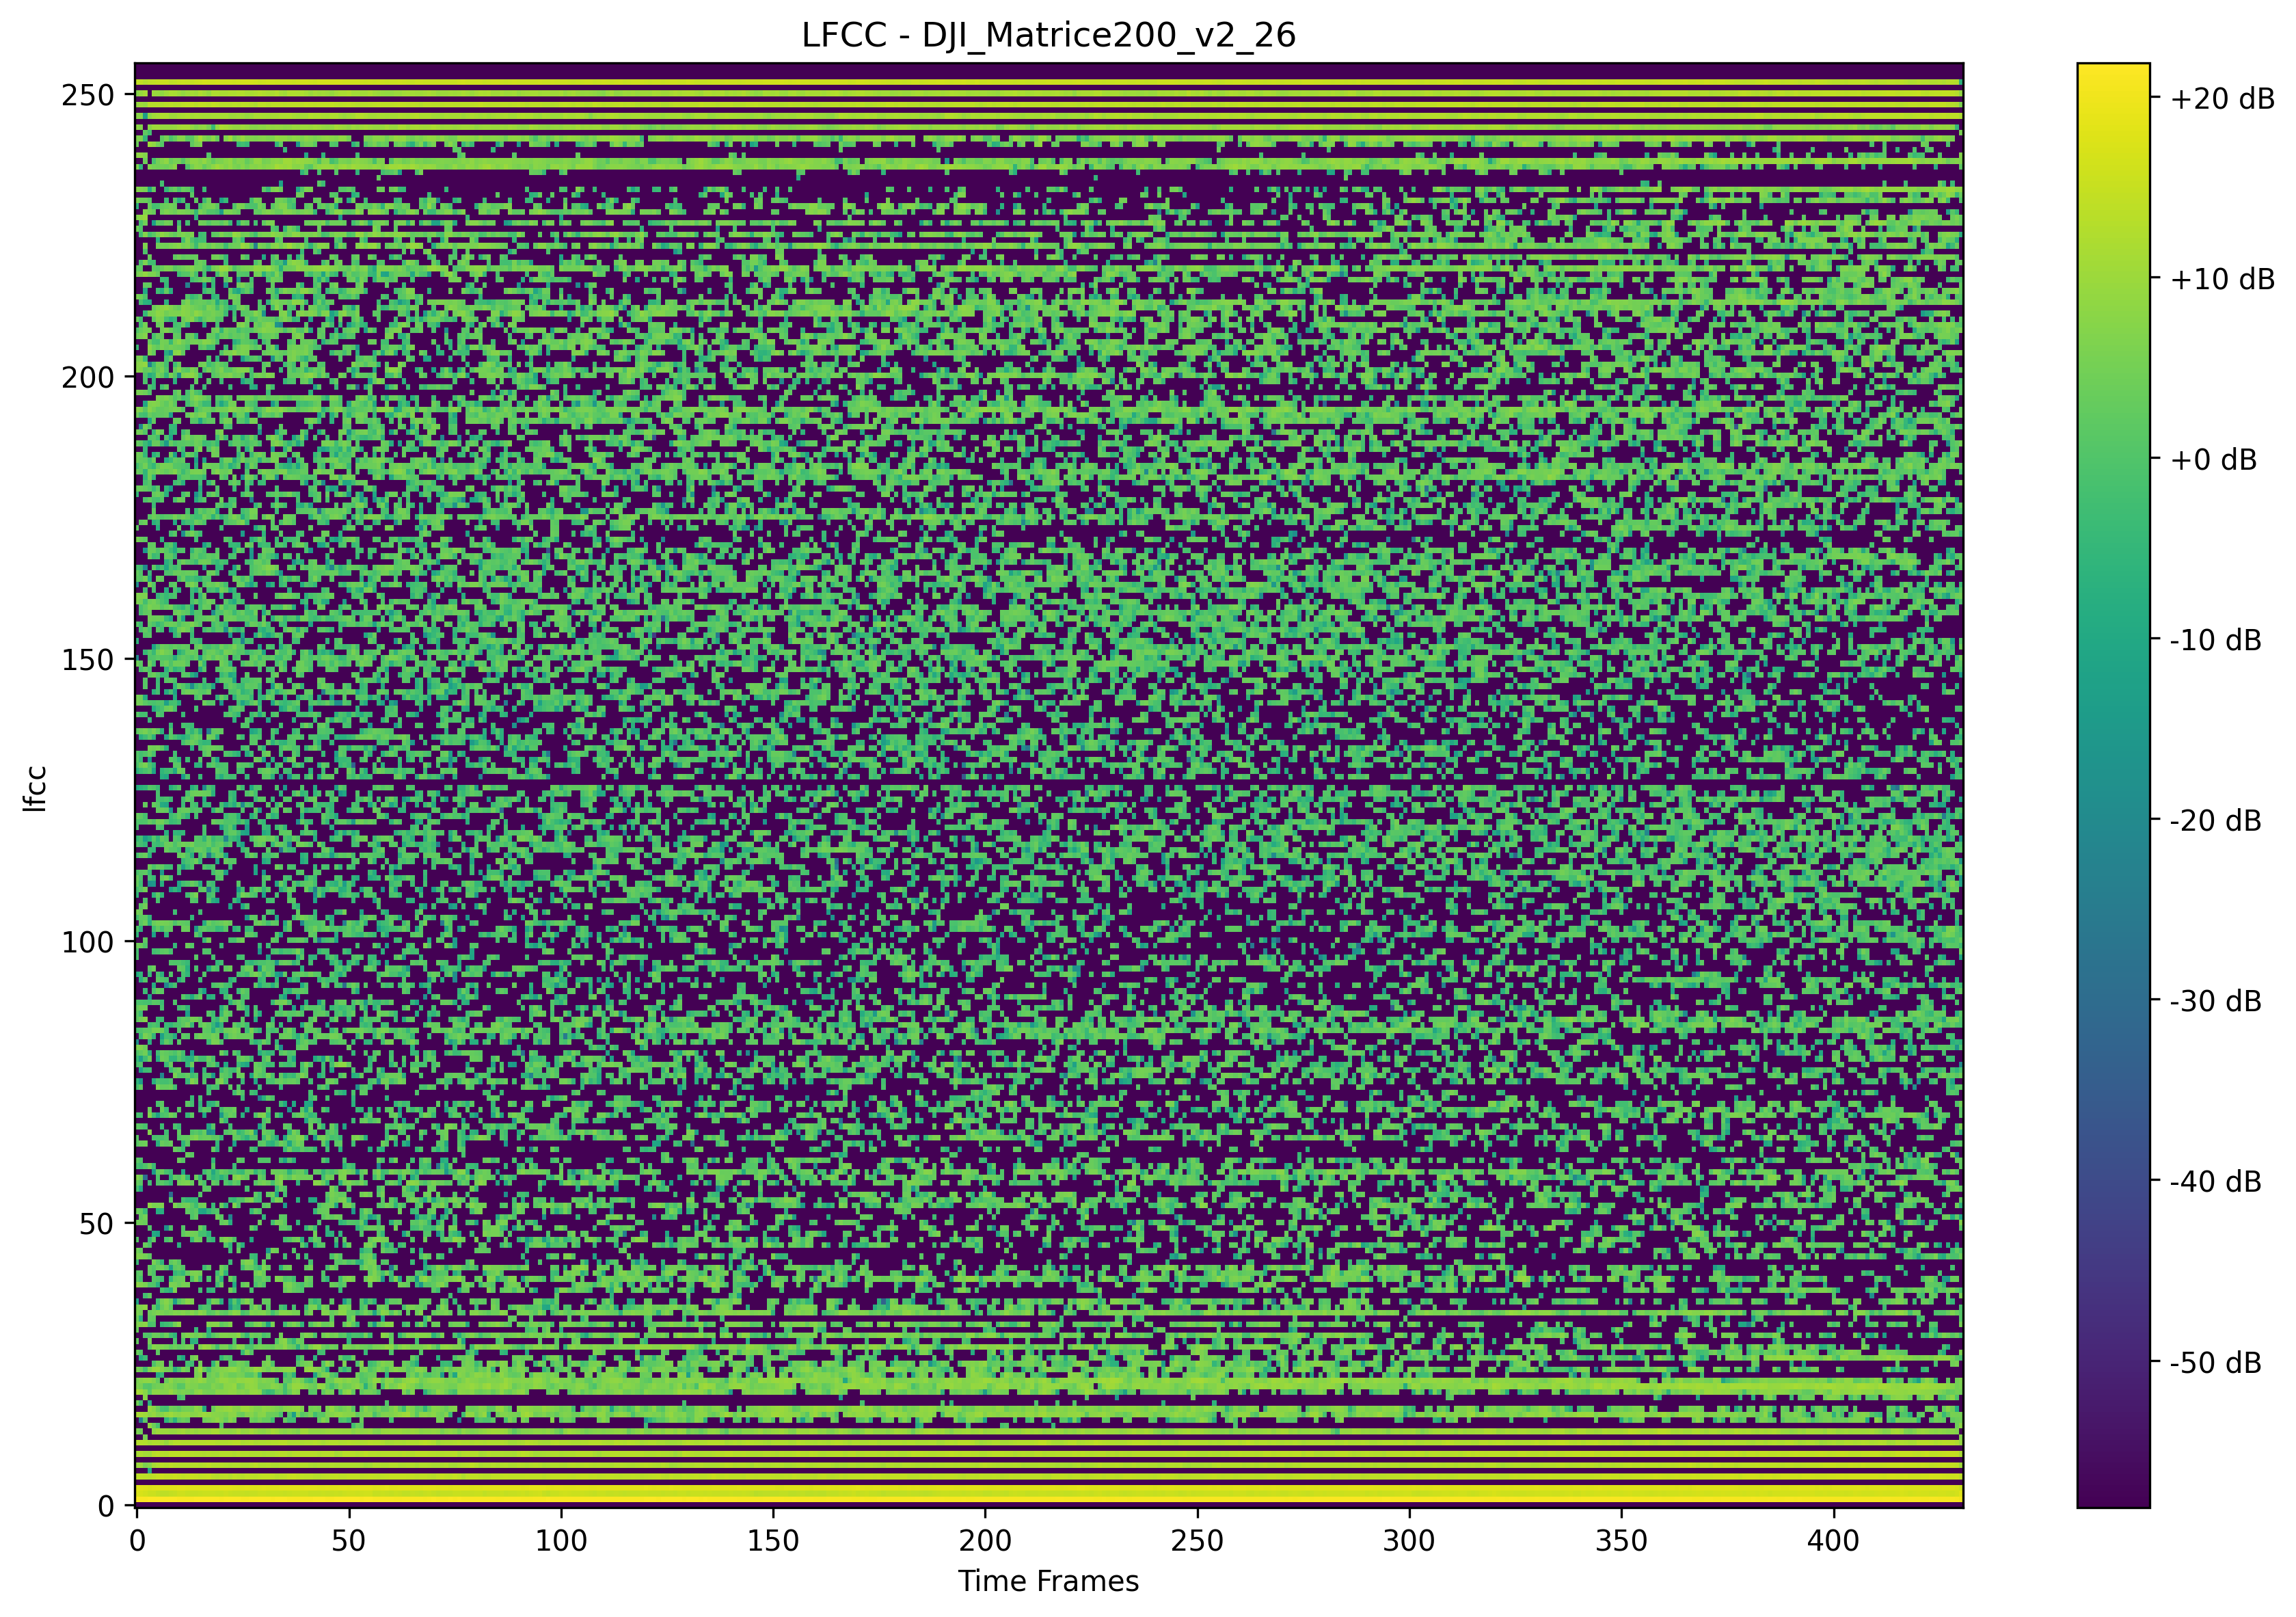 LFCC - DJI_Matrice200_v2_26
250
200
150
100
50
0
lfcc
0 50 100 150 200 250 300 350 400
Time Frames
+20 dB
+10 dB
+0 dB
-10 dB
-20 dB
-30 dB
-40 dB
-50 dB